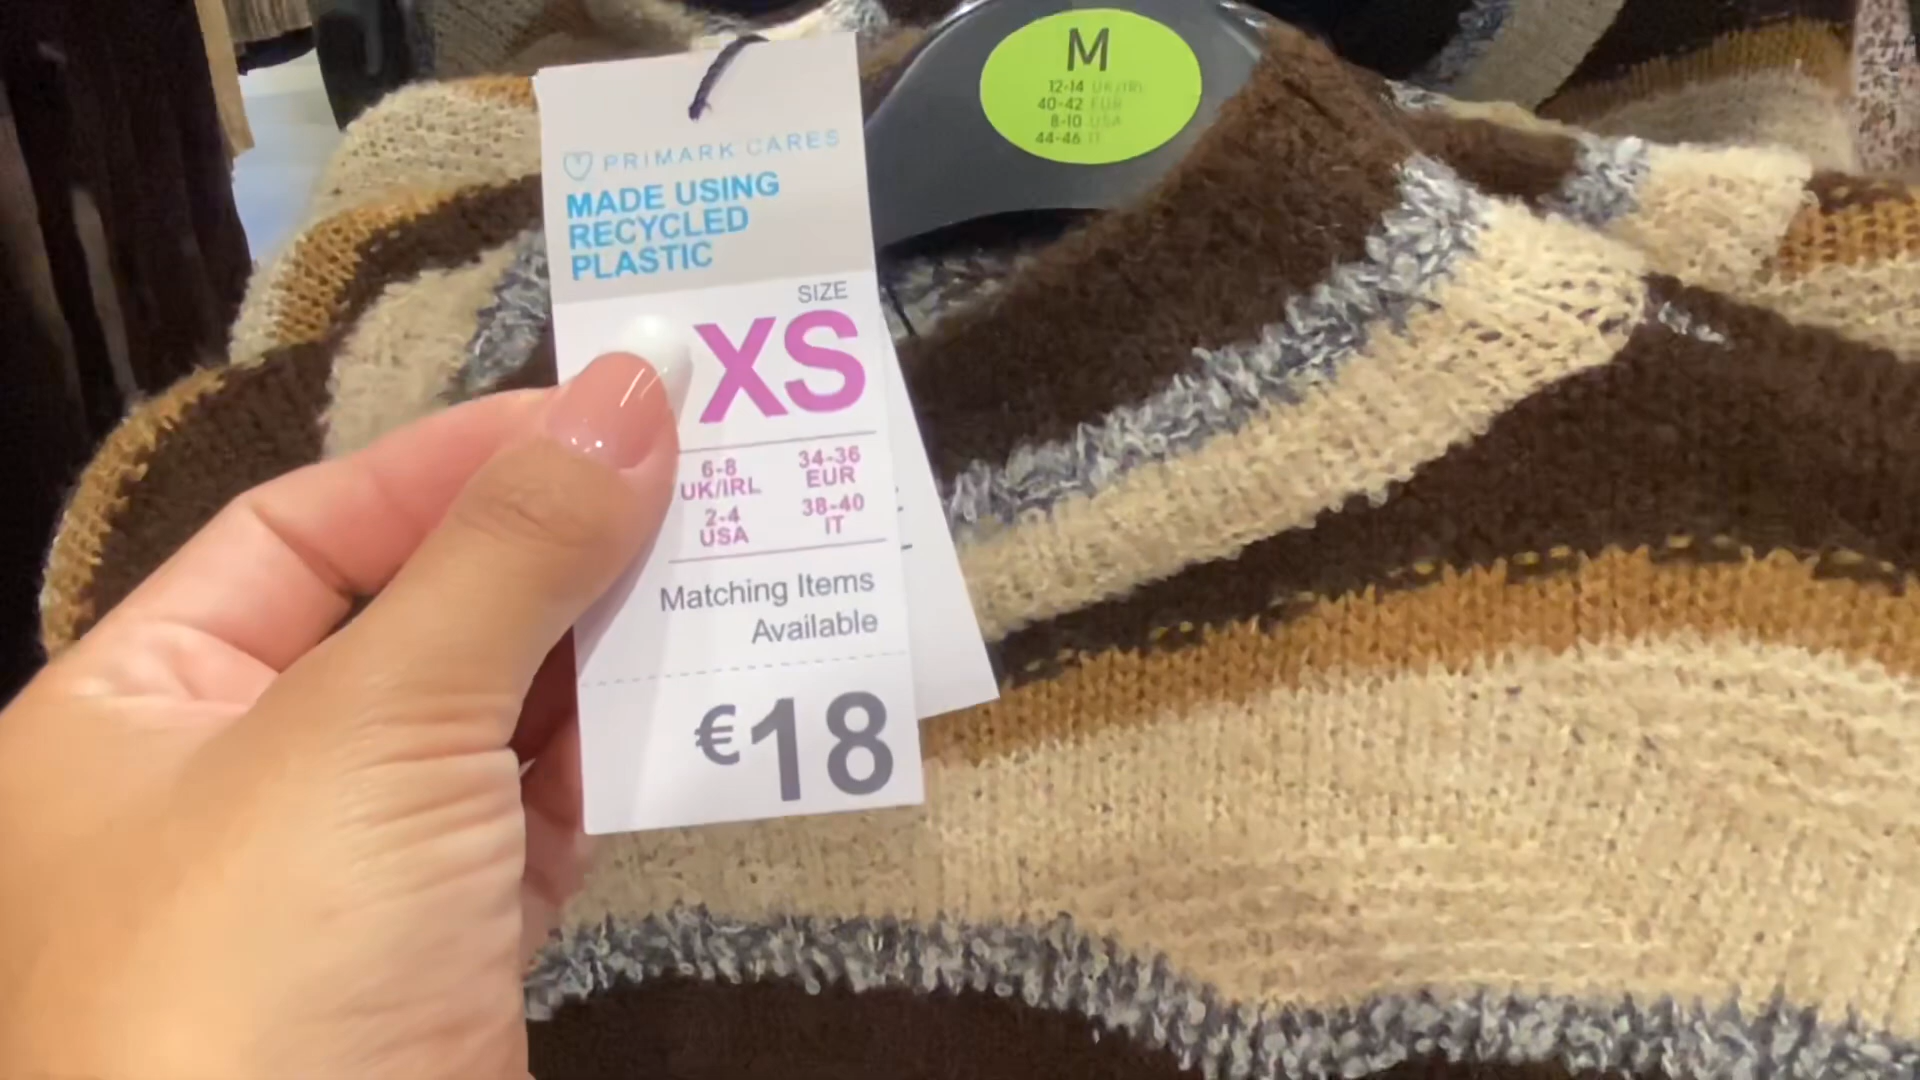 M
12-14 UK/IRL
40-42 EUR
8-10 USA
44-46 IT
PRIMARK CARES
MADE USING
RECYCLED
PLASTIC
SIZE
XS
6-8
UK/IRL
34-36
EUR
2-4
USA
38-40
IT
Matching Items
Available
€18